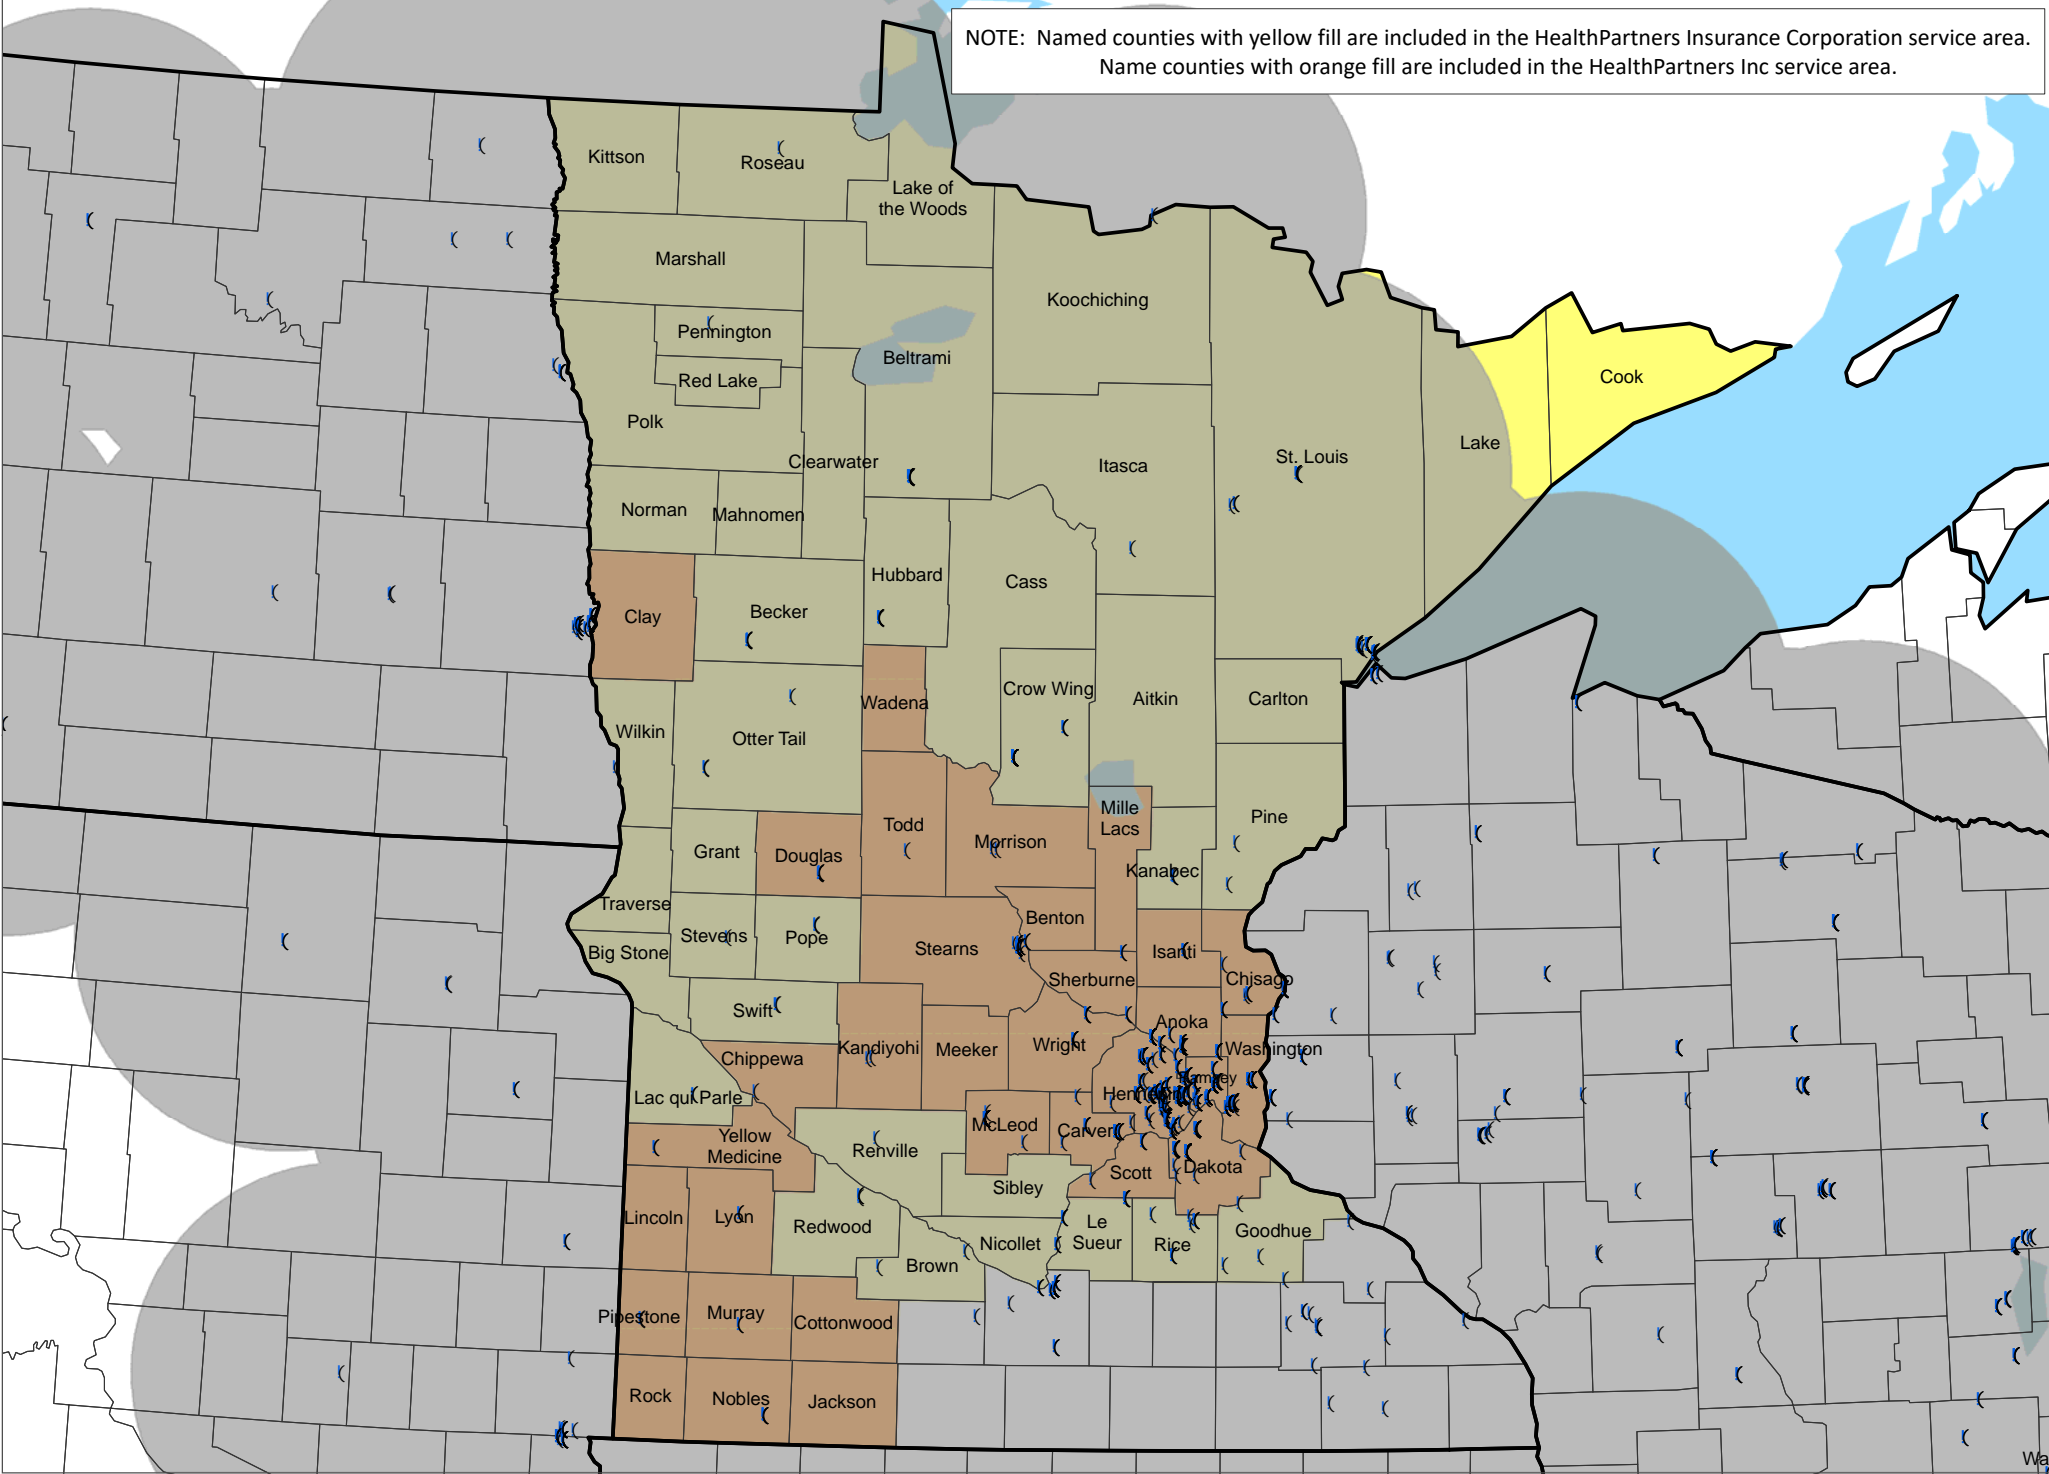 NOTE: Named counties with yellow fill are included in the HealthPartners Insurance Corporation service area.
Name counties with orange fill are included in the HealthPartners Inc service area.
Kittson
Roseau
Lake of
the Woods
Marshall
Koochiching
Pennington
Beltrami
Red Lake
Cook
Polk
Lake
Clearwater
Itasca
St. Louis
Norman
Mahnomen
Hubbard
Cass
Clay
Becker
Crow Wing
Aitkin
Carlton
Wadena
Wilkin
Otter Tail
Mille
Lacs
Pine
Todd
Morrison
Grant
Douglas
Kanabec
Traverse
Benton
Stevens
Pope
Stearns
Isanti
Big Stone
Sherburne
Chisago
Swift
Anoka
Kandiyohi
Meeker
Wright
Washington
Chippewa
Ramsey
Lac qui Parle
Hennepin
McLeod
Carver
Yellow
Medicine
Renville
Scott
Dakota
Sibley
Lincoln
Lyon
Redwood
Le
Sueur
Nicollet
Rice
Goodhue
Brown
Pipestone
Murray
Cottonwood
Rock
Nobles
Jackson
Wa